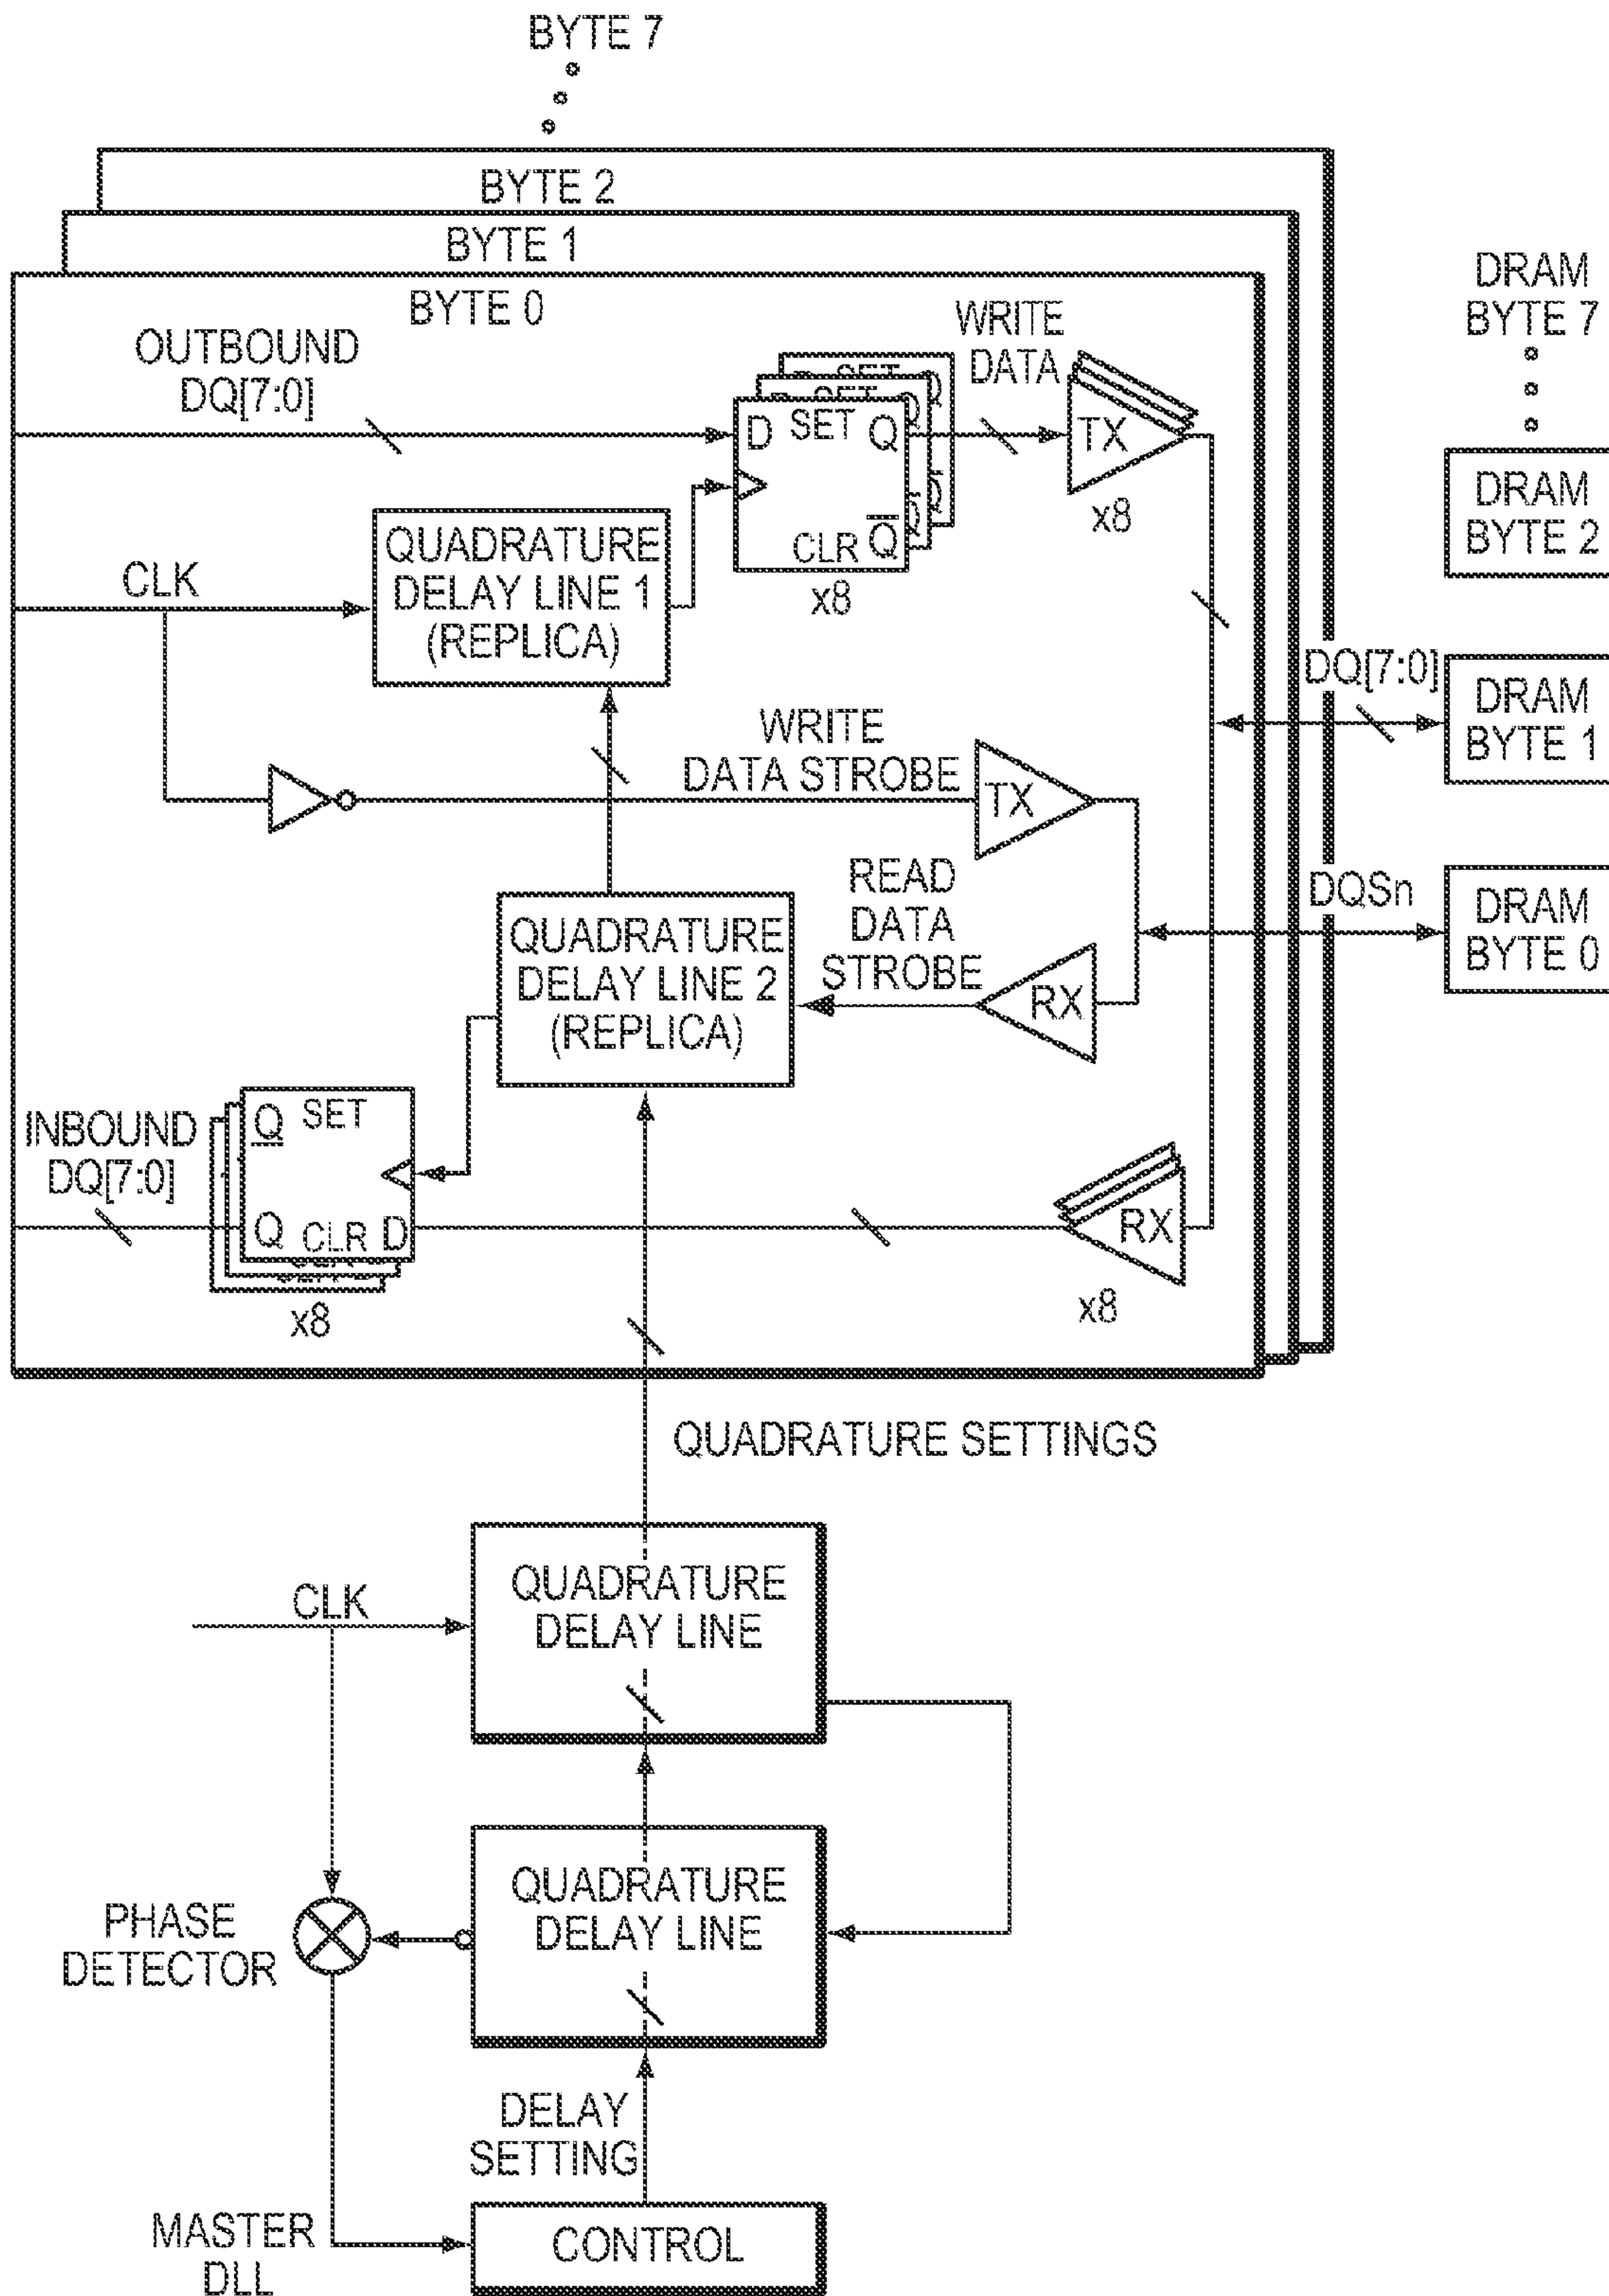 BYTE 7
BYTE 2
BYTE 1
BYTE 0
OUTBOUND
DQ[7:0]
WRITE
DATA
D SET Q
CLR Q̅
x8
TX
x8
CLK
QUADRATURE
DELAY LINE 1
(REPLICA)
WRITE
DATA STROBE
TX
READ
DATA
STROBE
RX
QUADRATURE
DELAY LINE 2
(REPLICA)
INBOUND
DQ[7:0]
Q̅ SET
Q CLR D
x8
RX
x8
DRAM
BYTE 7
DRAM
BYTE 2
DQ[7:0]
DRAM
BYTE 1
DQSn
DRAM
BYTE 0
QUADRATURE SETTINGS
CLK
QUADRATURE
DELAY LINE
QUADRATURE
DELAY LINE
PHASE
DETECTOR
DELAY
SETTING
MASTER
DLL
CONTROL